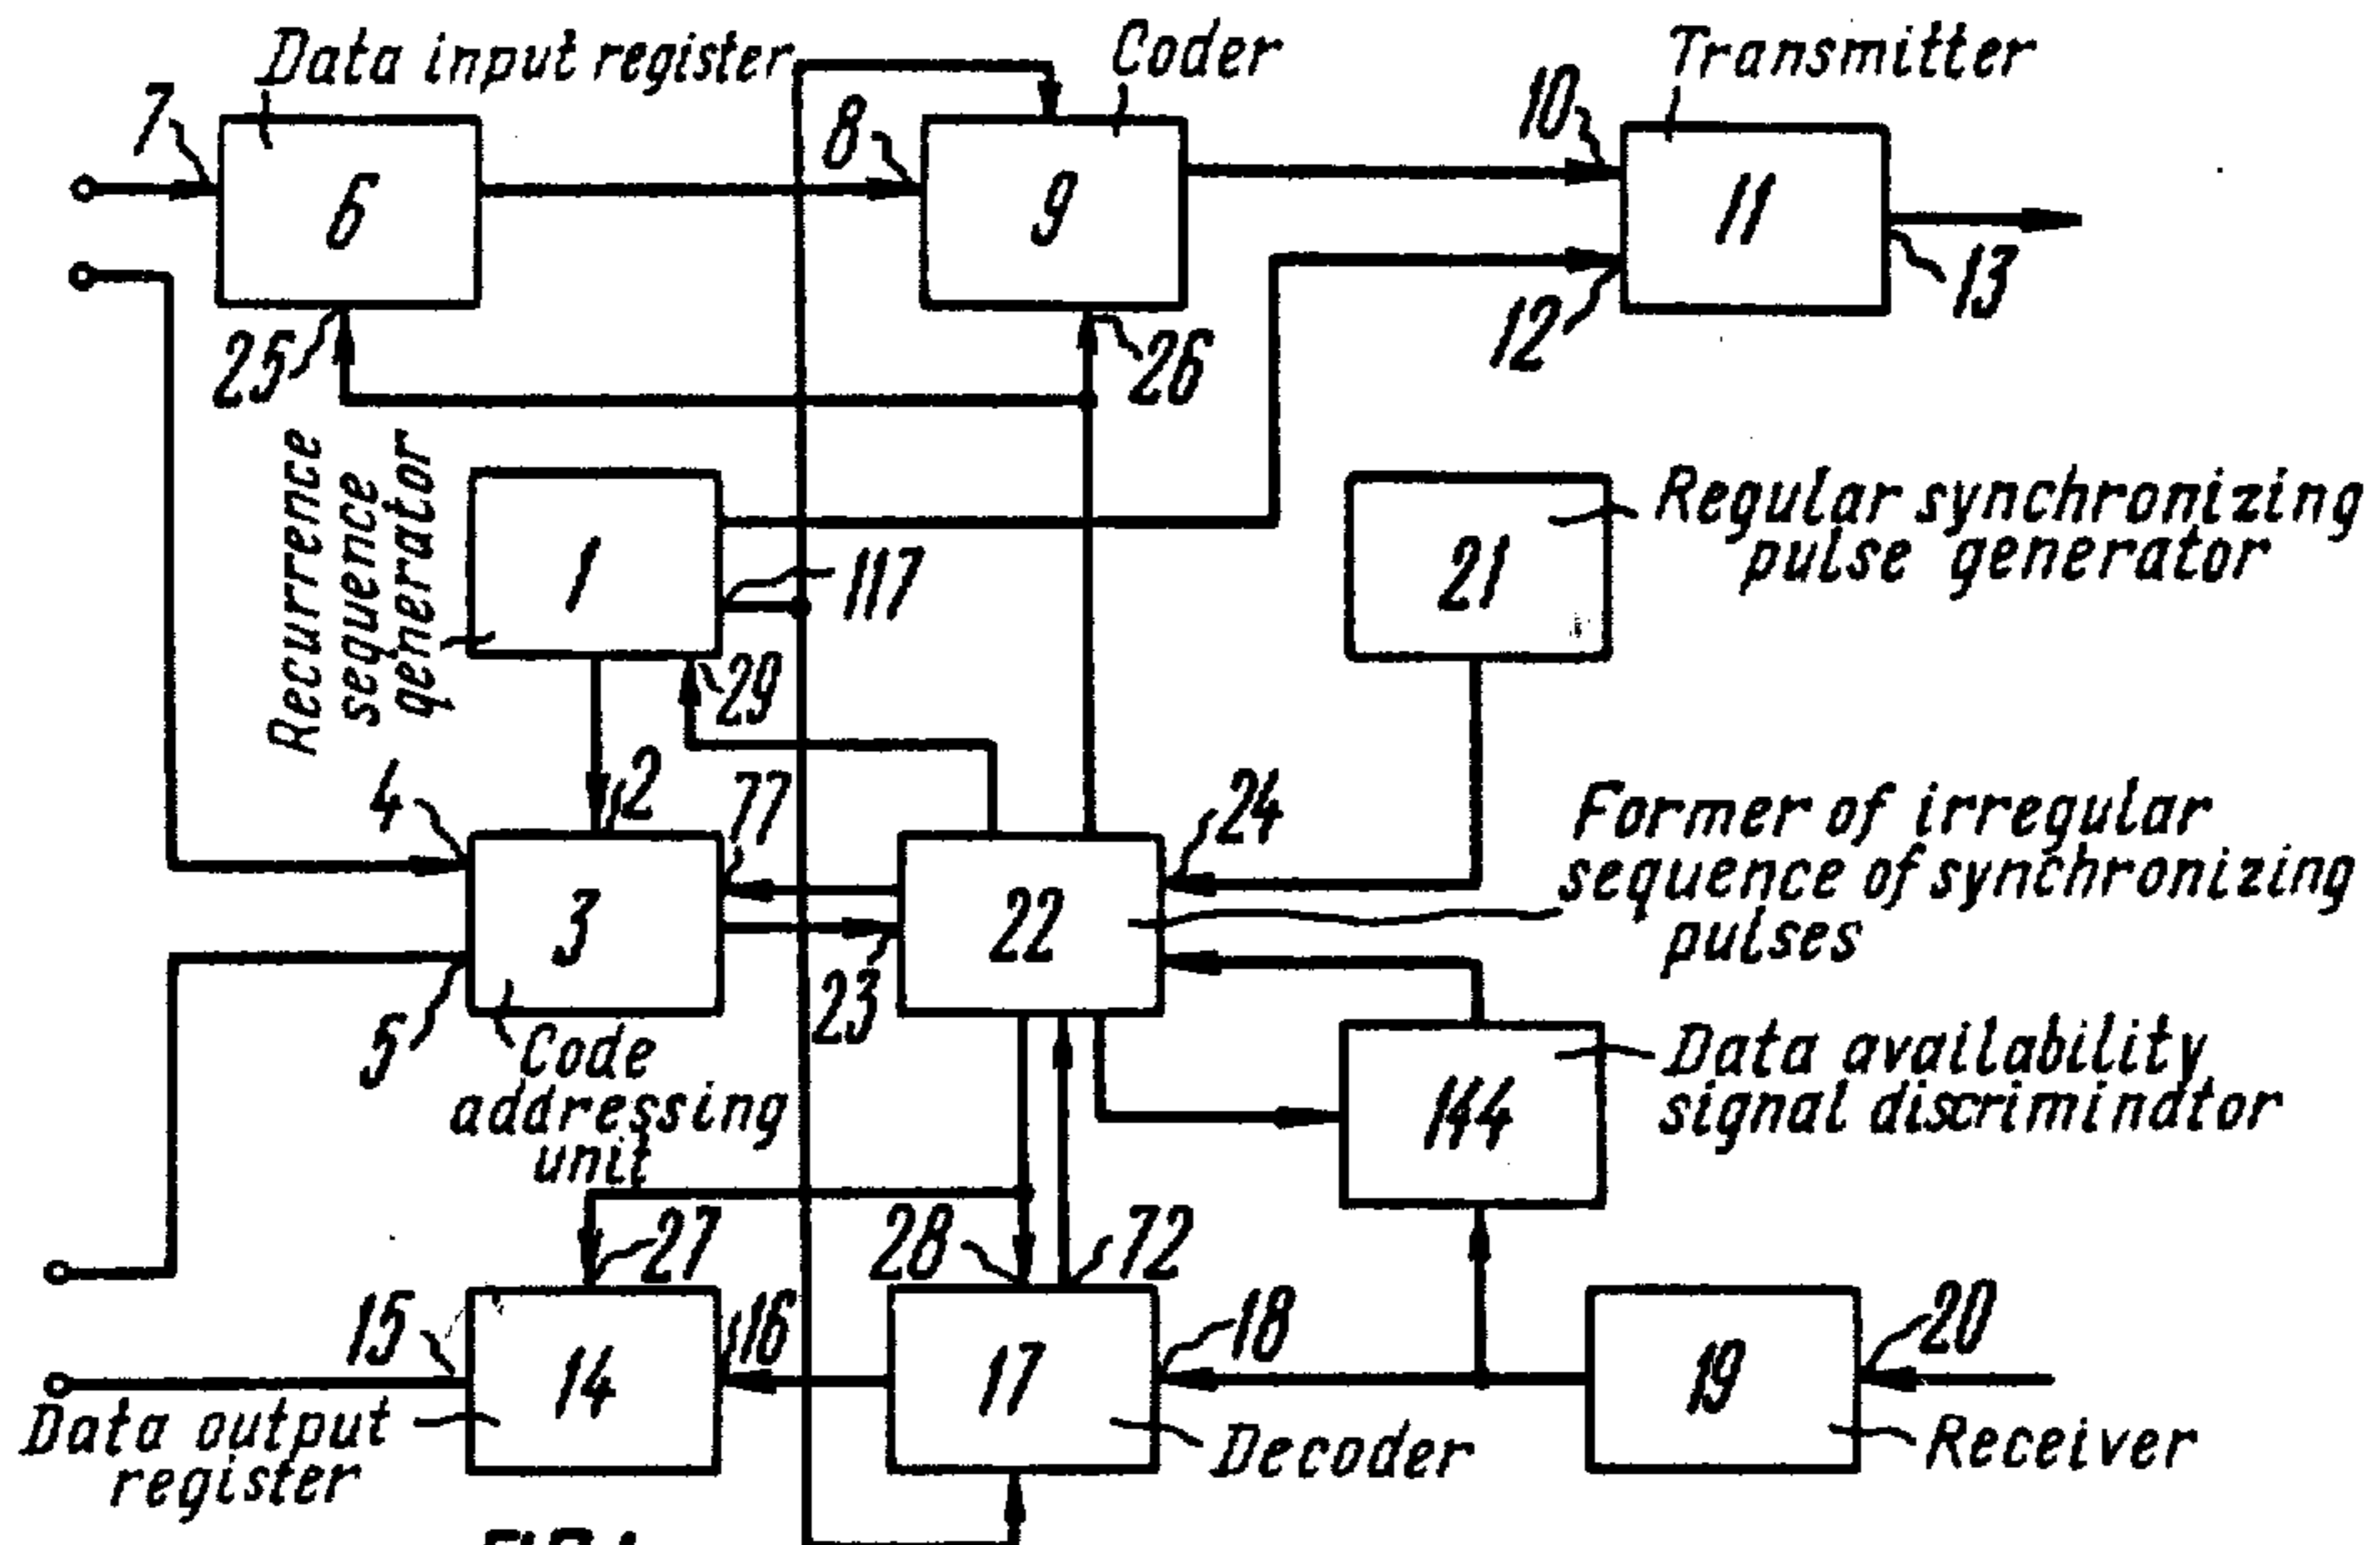 Data input register
Coder
Transmitter
7
6
8
9
10
11
12
13
25
26
Recurrence
sequence
generator
1
117
29
21
Regular synchronizing
pulse generator
4
2
77
3
5
Code
addressing
unit
22
23
24
Former of irregular
sequence of synchronizing
pulses
144
Data availability
signal discriminator
27
28
72
15
14
116
17
18
19
20
Data output
register
Decoder
Receiver